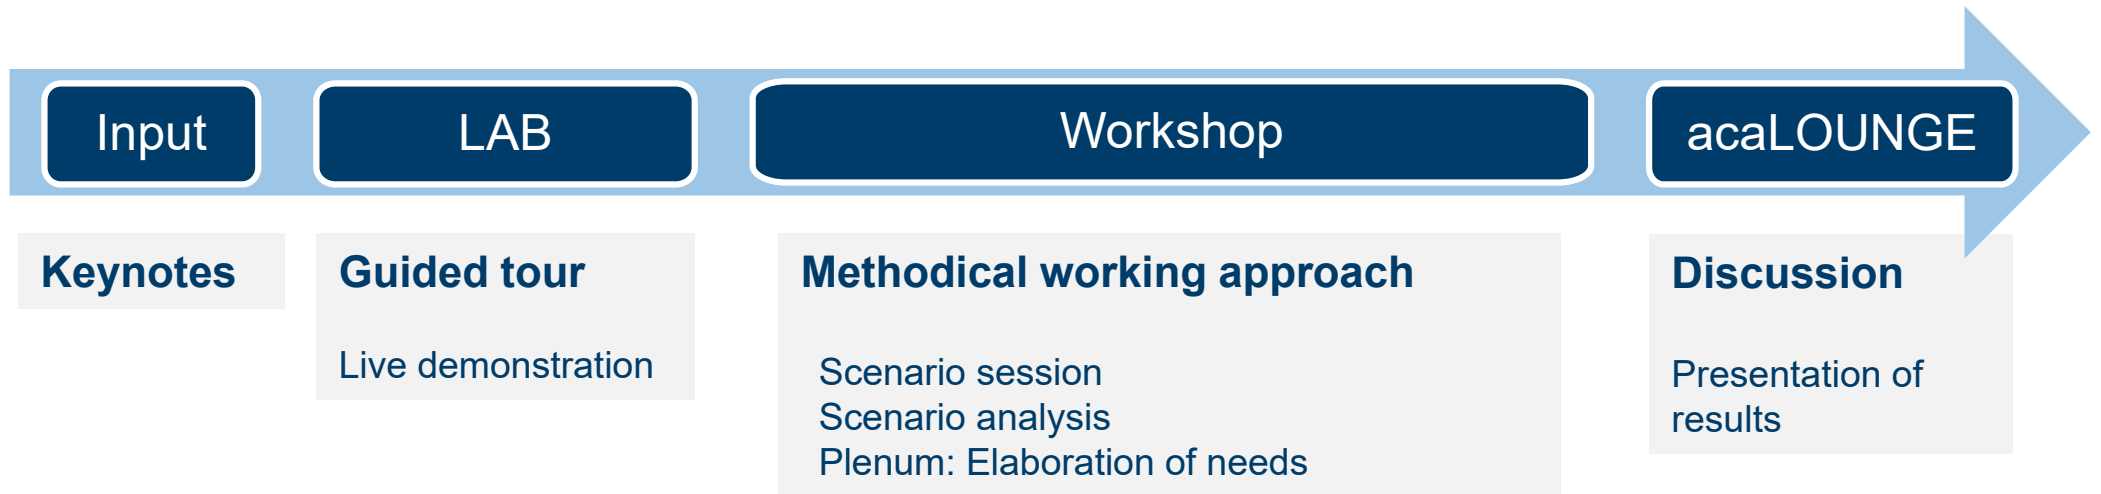 Input
LAB
Workshop
acaLOUNGE
Keynotes
Guided tour
Live demonstration
Methodical working approach
Scenario session
Scenario analysis
Plenum: Elaboration of needs
Discussion
Presentation of
results